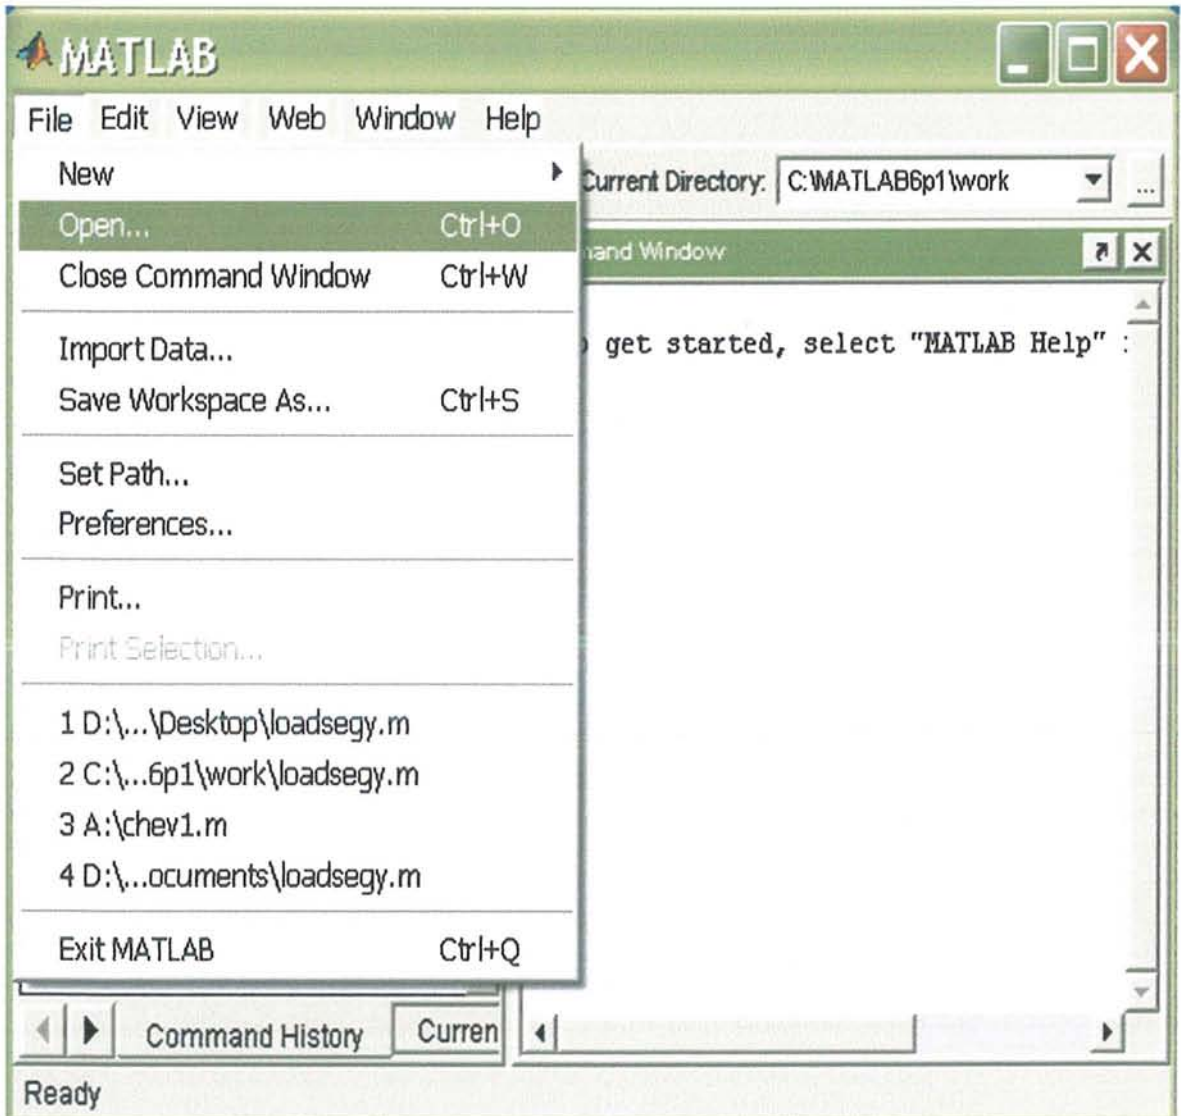 MATLAB
File Edit View Web Window Help
New
Current Directory: C:\MATLAB6p1\work ...
Open... Ctrl+O
Window
Close Command Window Ctrl+W
get started, select "MATLAB Help"
Import Data...
Save Workspace As... Ctrl+S
Set Path...
Preferences...
Print...
Print Selection...
1 D:\...\Desktop\loadsegy.m
2 C:\...6p1\work\loadsegy.m
3 A:\chev1.m
4 D:\...ocuments\loadsegy.m
Exit MATLAB Ctrl+Q
Command History Curren
Ready